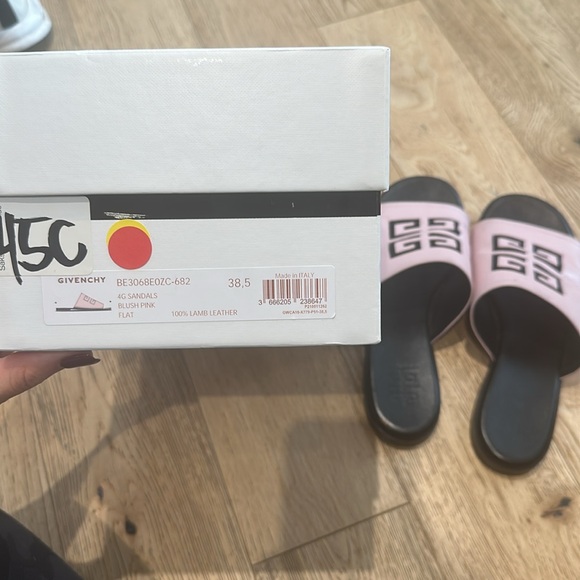 45C
GIVENCHY BE3068E0ZC-682 38,5 Made in ITALY
4G SANDALS
BLUSH PINK
FLAT 100% LAMB LEATHER
3 666205 238647